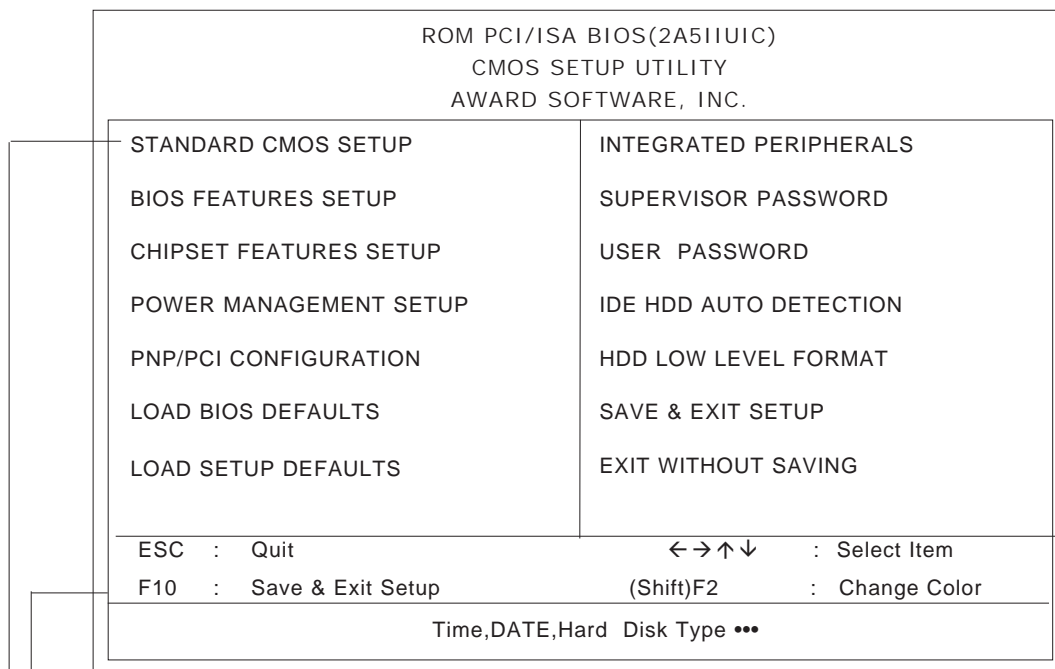 ROM PCI/ISA BIOS(2A5IIUIC)
CMOS SETUP UTILITY
AWARD SOFTWARE, INC.
STANDARD CMOS SETUP
BIOS FEATURES SETUP
CHIPSET FEATURES SETUP
POWER MANAGEMENT SETUP
PNP/PCI CONFIGURATION
LOAD BIOS DEFAULTS
LOAD SETUP DEFAULTS
INTEGRATED PERIPHERALS
SUPERVISOR PASSWORD
USER PASSWORD
IDE HDD AUTO DETECTION
HDD LOW LEVEL FORMAT
SAVE & EXIT SETUP
EXIT WITHOUT SAVING
ESC : Quit ←→↑↓ : Select Item
F10 : Save & Exit Setup (Shift)F2 : Change Color
Time,DATE,Hard Disk Type •••